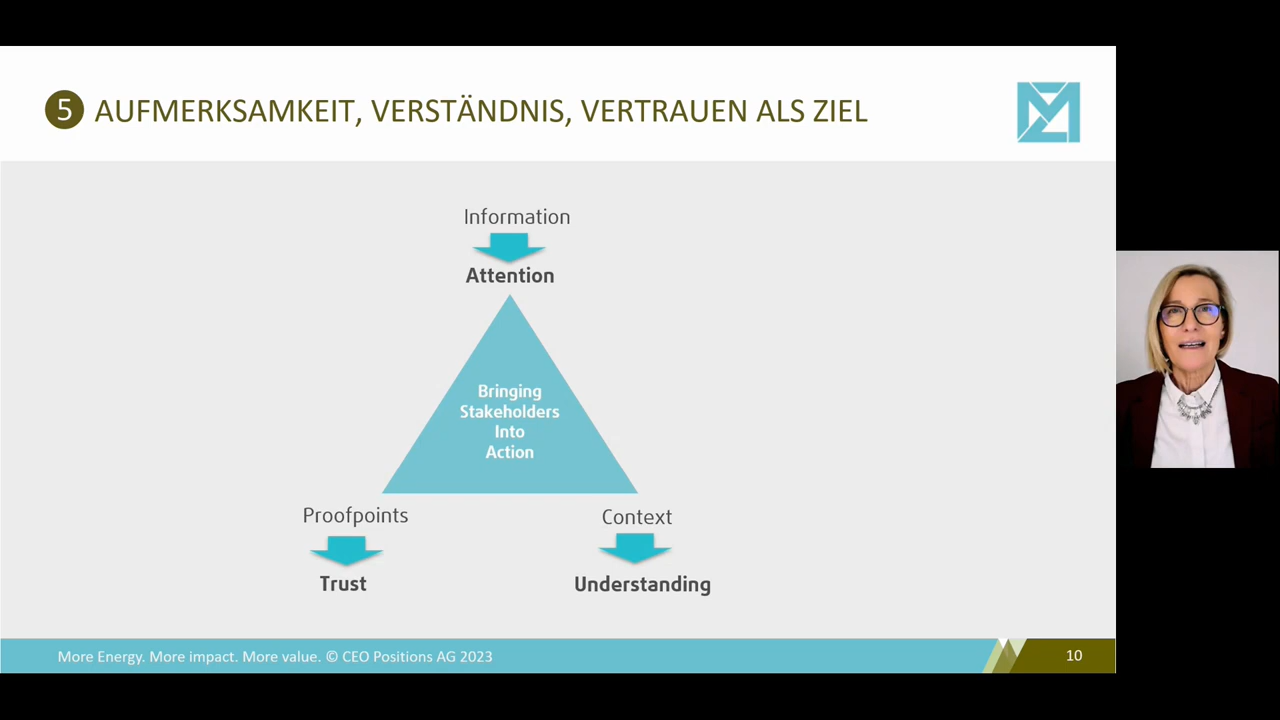 5 AUFMERKSAMKEIT, VERSTÄNDNIS, VERTRAUEN ALS ZIEL
Information
Attention
Bringing
Stakeholders
Into
Action
Proofpoints
Trust
Context
Understanding
More Energy. More impact. More value. © CEO Positions AG 2023
10